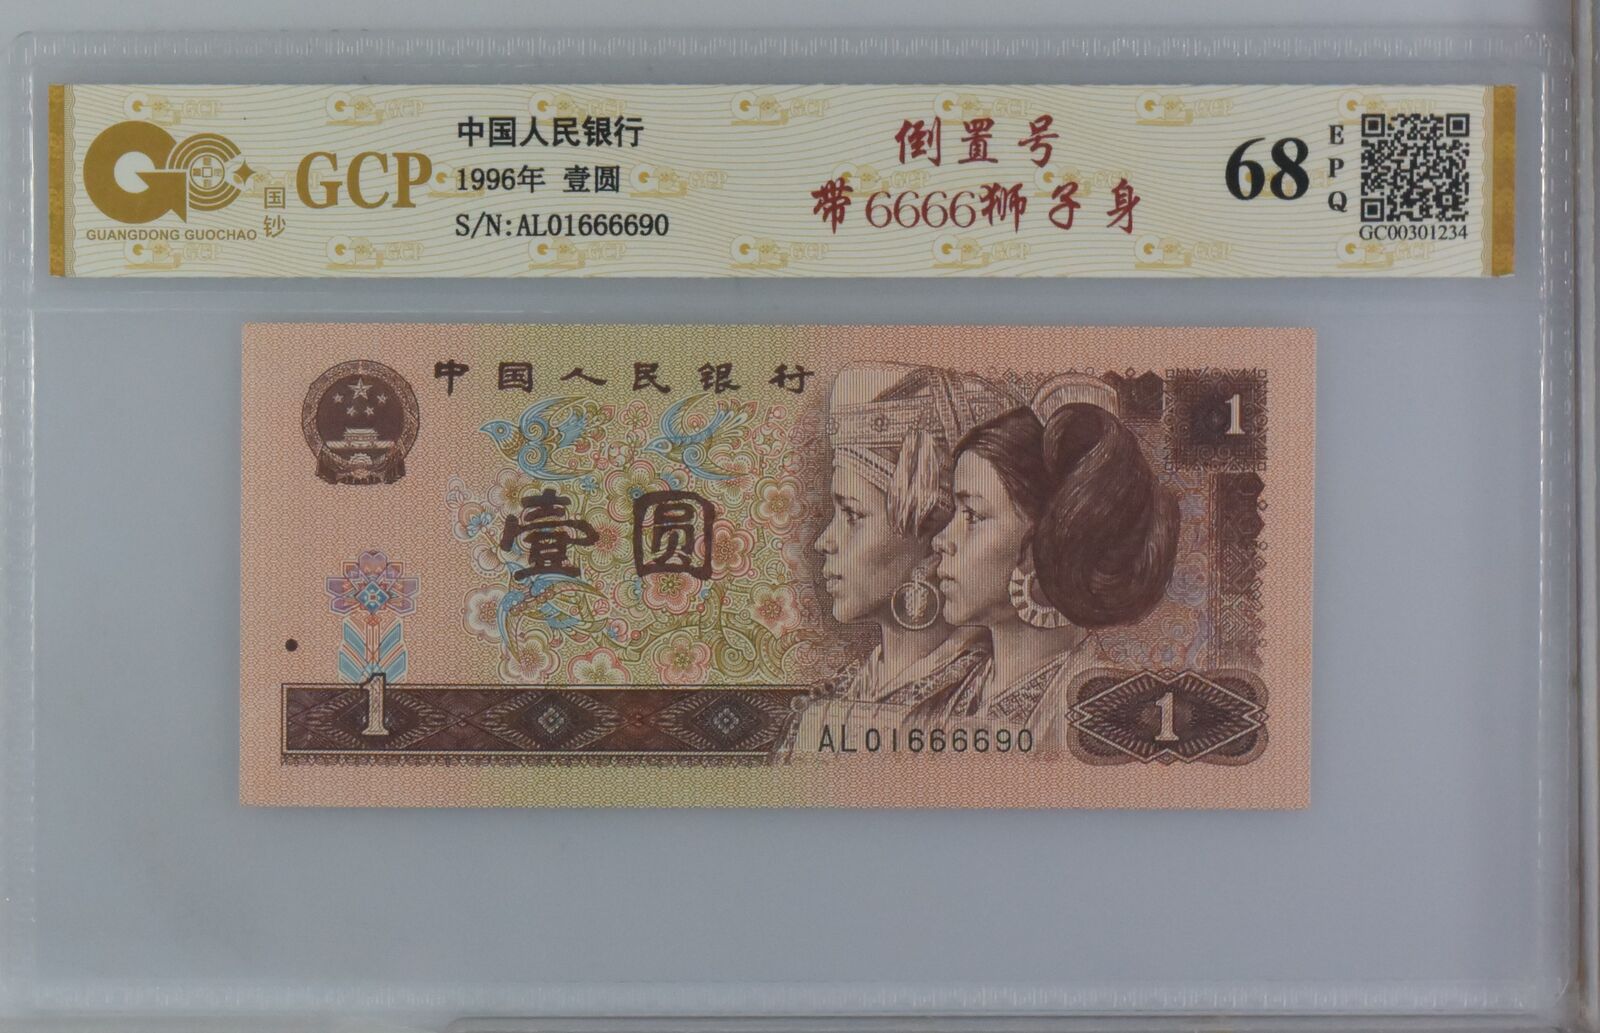 国钞
GUANGDONG GUOCHAO
GCP
中国人民银行
1996年 壹圆
S/N:AL01666690
倒置号
带6666狮子身
68
EPQ
GC00301234
中国人民银行
1
壹圆
1
AL01666690
1